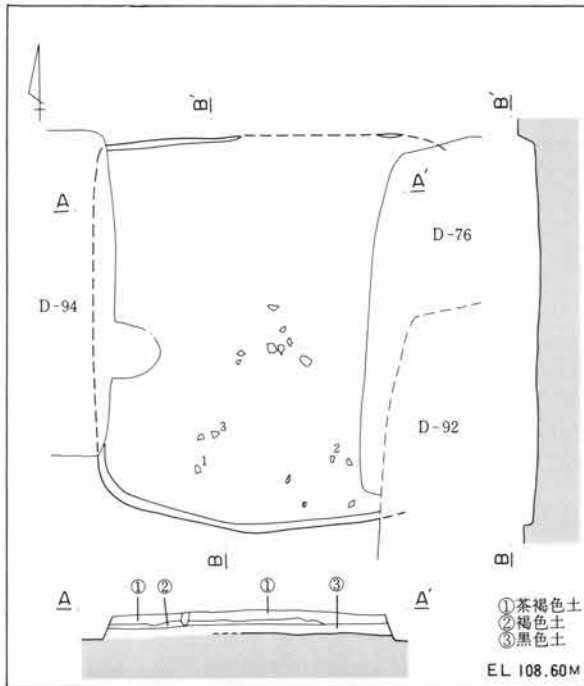 B' B'
A A'
D-76
D-94
3
D-92
1 2
B B
① ② ① ③
A A'
①茶褐色土
②褐色土
③黒色土
EL 108.60M